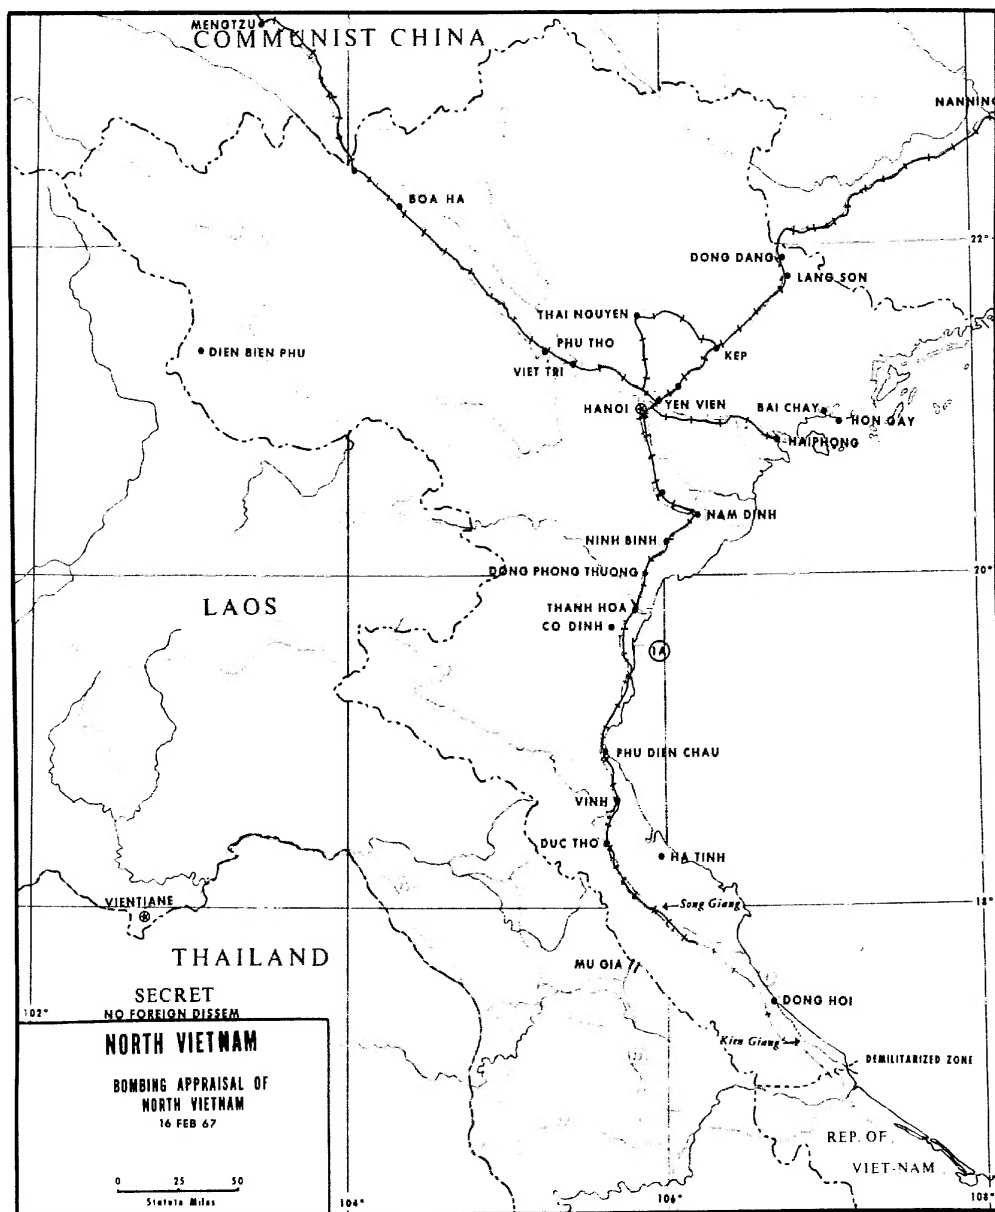 MENGTZU
COMMUNIST CHINA
NANNING
BOA HA
22°
DONG DANG
LANG SON
THAI NGUYEN
PHU THO
KEP
DIEN BIEN PHU
VIET TRI
HANOI
YEN VIEN
BAI CHAY
HON GAY
HAIPHONG
NAM DINH
NINH BINH
DONG PHONG THUONG
20°
LAOS
THANH HOA
CO DINH
1A
PHU DIEN CHAU
VINH
DUC THO
HA TINH
VIENTIANE
Song Giang
18°
THAILAND
MU GIA
SECRET
NO FOREIGN DISSEM
DONG HOI
102°
NORTH VIETNAM
Kien Giang
DEMILITARIZED ZONE
BOMBING APPRAISAL OF
NORTH VIETNAM
16 FEB 67
REP. OF
VIET-NAM
0 25 50
Statute Miles
104°
106°
108°